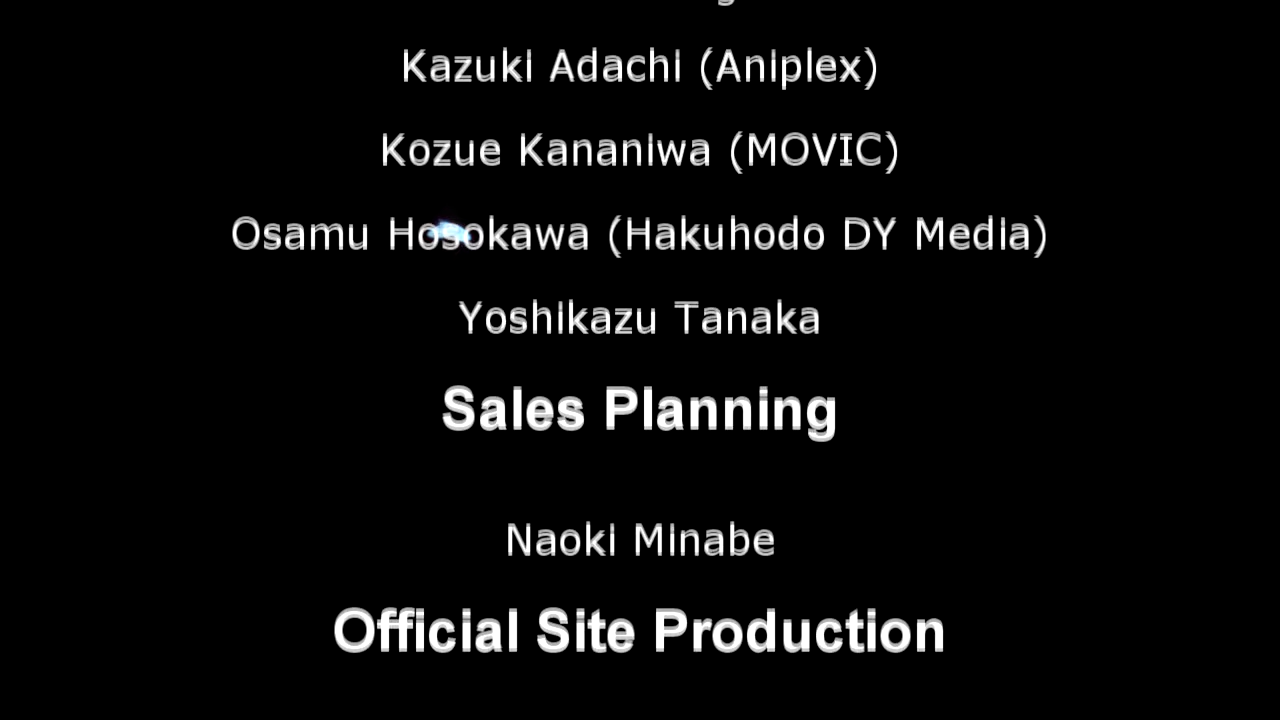 Kazuki Adachi (Aniplex)
Kozue Kananiwa (MOVIC)
Osamu Hosokawa (Hakuhodo DY Media)
Yoshikazu Tanaka
Sales Planning
Naoki Minabe
Official Site Production